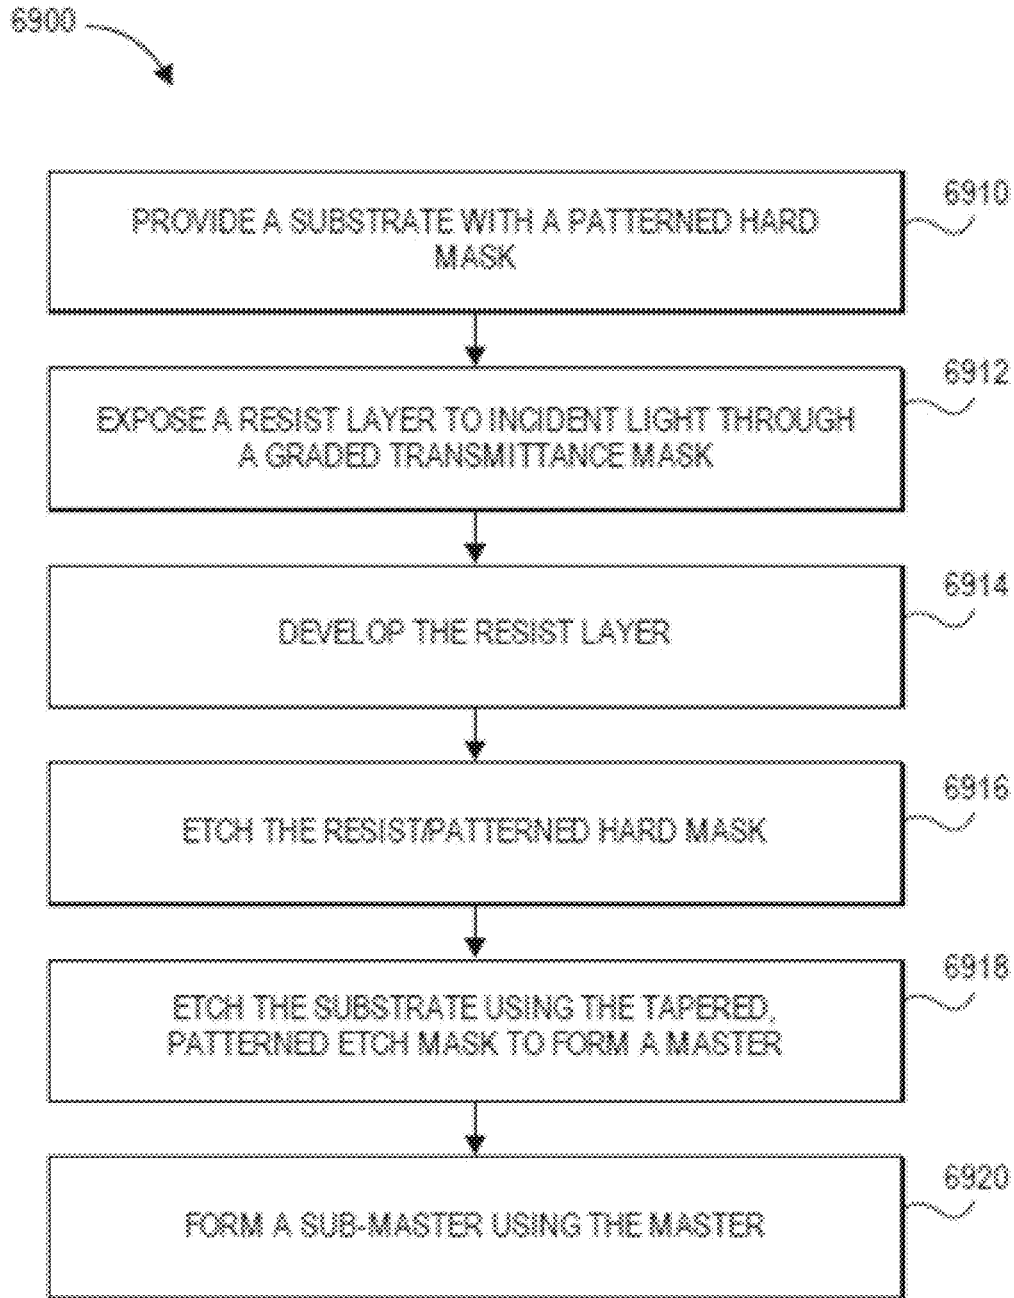 6900
PROVIDE A SUBSTRATE WITH A PATTERNED HARD
MASK
6910
EXPOSE A RESIST LAYER TO INCIDENT LIGHT THROUGH
A GRADED TRANSMITTANCE MASK
6912
DEVELOP THE RESIST LAYER
6914
ETCH THE RESIST/PATTERNED HARD MASK
6916
ETCH THE SUBSTRATE USING THE TAPERED,
PATTERNED ETCH MASK TO FORM A MASTER
6918
FORM A SUB-MASTER USING THE MASTER
6920